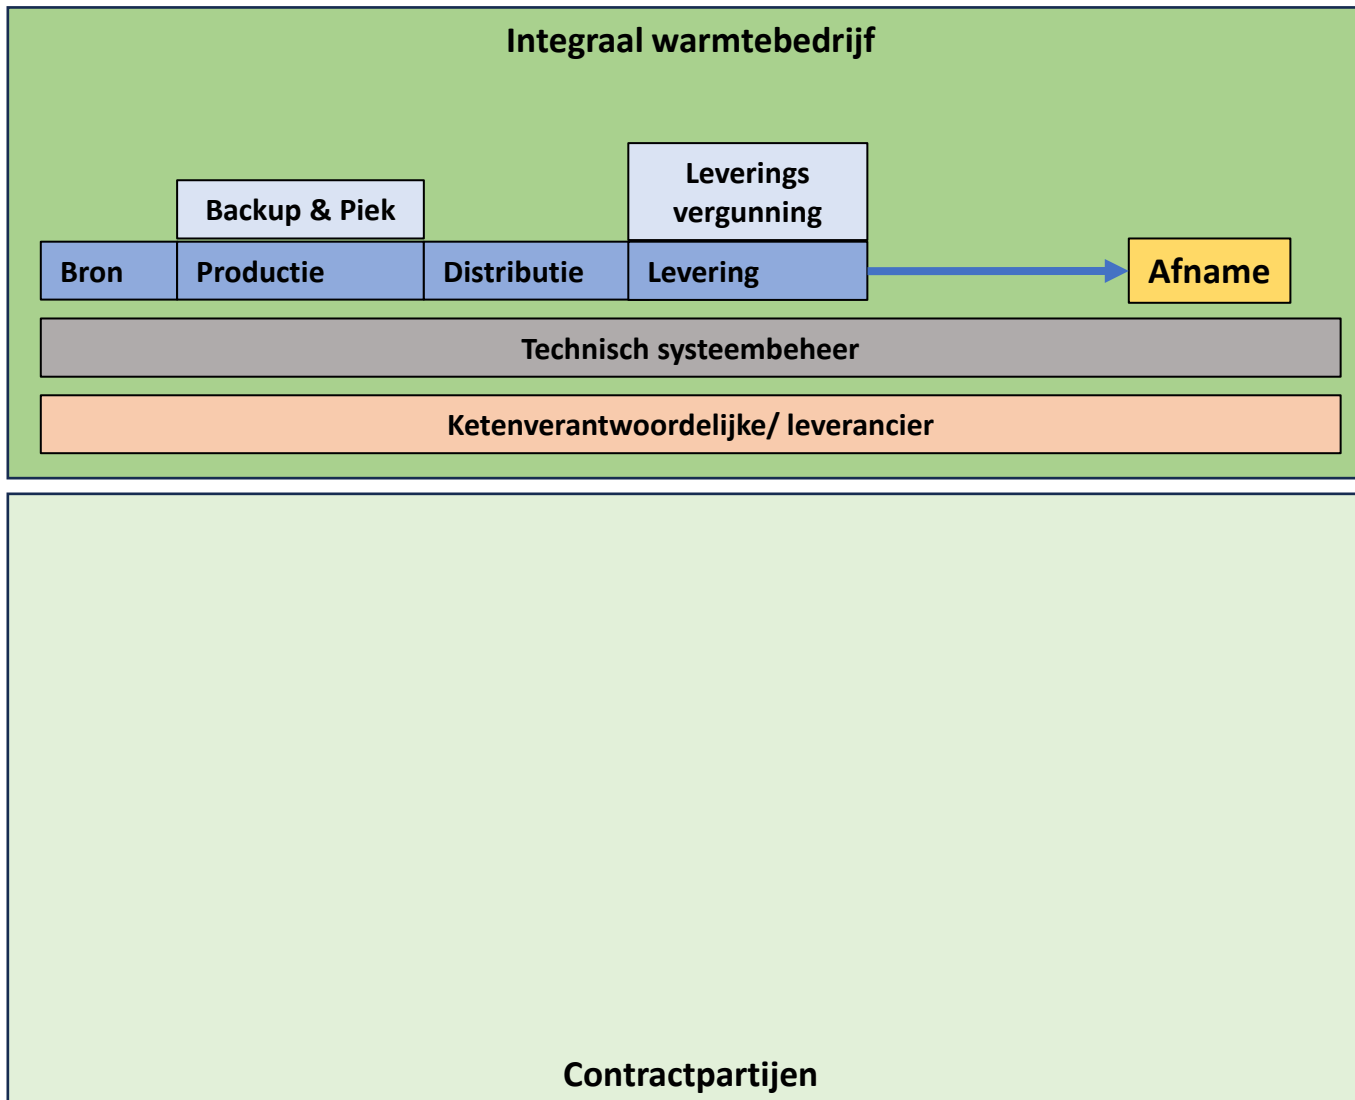 Integraal warmtebedrijf
Leverings
vergunning
Backup & Piek
Bron
Productie
Distributie
Levering
Afname
Technisch systeembeheer
Ketenverantwoordelijke/ leverancier
Contractpartijen